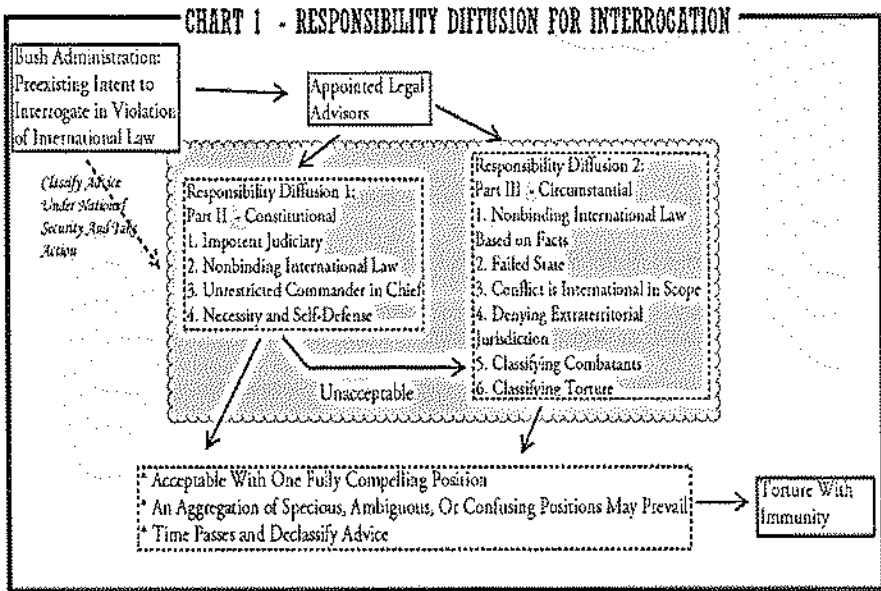 CHART 1 - RESPONSIBILITY DIFFUSION FOR INTERROGATION
Bush Administration:
Preexisting Intent to
Interrogate in Violation
of International Law
Appointed Legal
Advisors
Classify Advice
Under National
Security And Take
Action
Responsibility Diffusion 1:
Part II - Constitutional
1. Impotent Judiciary
2. Nonbinding International Law
3. Unrestricted Commander in Chief
4. Necessity and Self-Defense
Responsibility Diffusion 2:
Part III - Circumstantial
1. Nonbinding International Law
Based on Facts
2. Failed State
3. Conflict is International in Scope
4. Denying Extraterritorial
Jurisdiction
5. Classifying Combatants
6. Classifying Torture
Unacceptable
* Acceptable With One Fully Compelling Position
* An Aggregation of Specious, Ambiguous, Or Confusing Positions May Prevail
* Time Passes and Declassify Advice
Torture With
Immunity